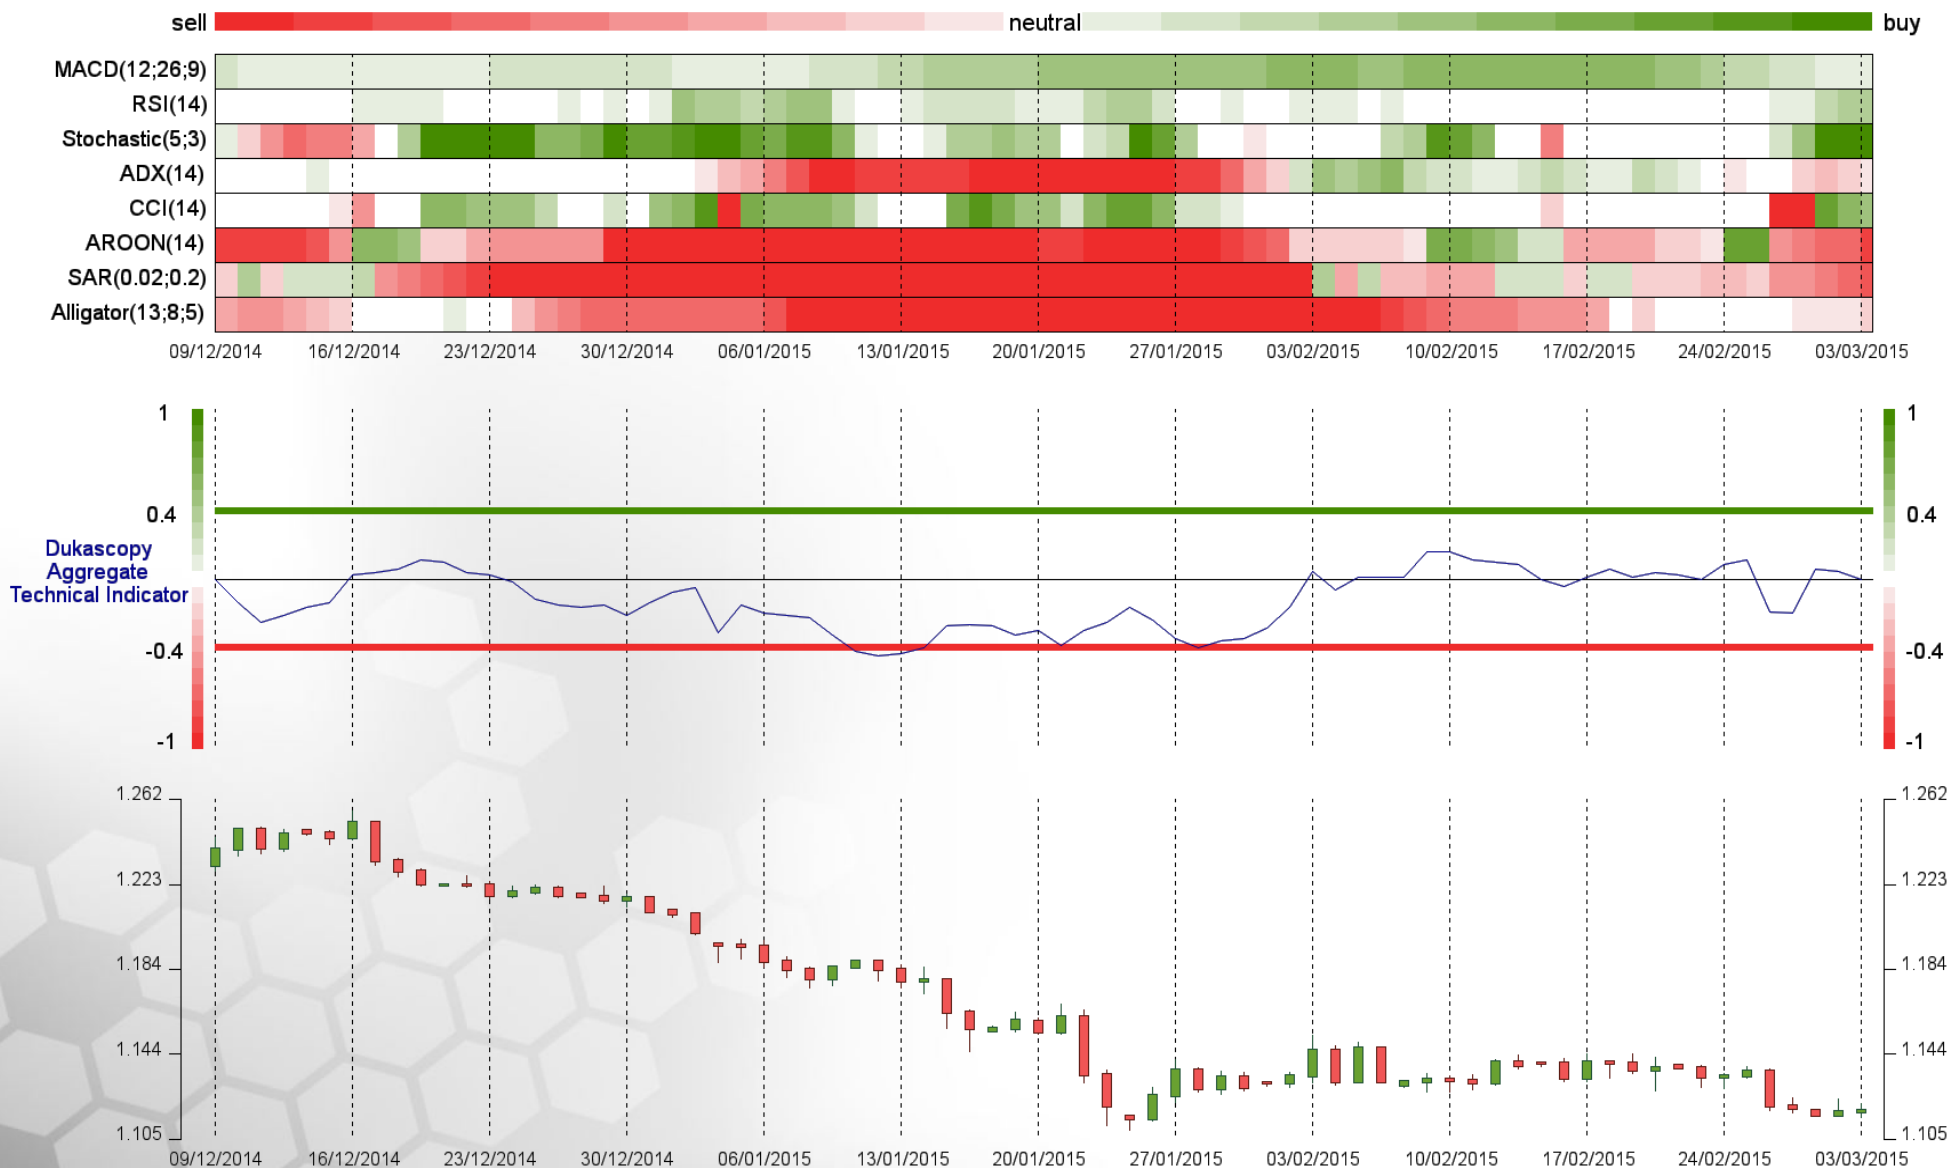 sell neutral buy
MACD(12;26;9)
RSI(14)
Stochastic(5;3)
ADX(14)
CCI(14)
AROON(14)
SAR(0.02;0.2)
Alligator(13;8;5)
09/12/2014 16/12/2014 23/12/2014 30/12/2014 06/01/2015 13/01/2015 20/01/2015 27/01/2015 03/02/2015 10/02/2015 17/02/2015 24/02/2015 03/03/2015
1 1
0.4 0.4
Dukascopy
Aggregate
Technical Indicator
-0.4 -0.4
-1 -1
1.262 1.262
1.223 1.223
1.184 1.184
1.144 1.144
1.105 1.105
09/12/2014 16/12/2014 23/12/2014 30/12/2014 06/01/2015 13/01/2015 20/01/2015 27/01/2015 03/02/2015 10/02/2015 17/02/2015 24/02/2015 03/03/2015